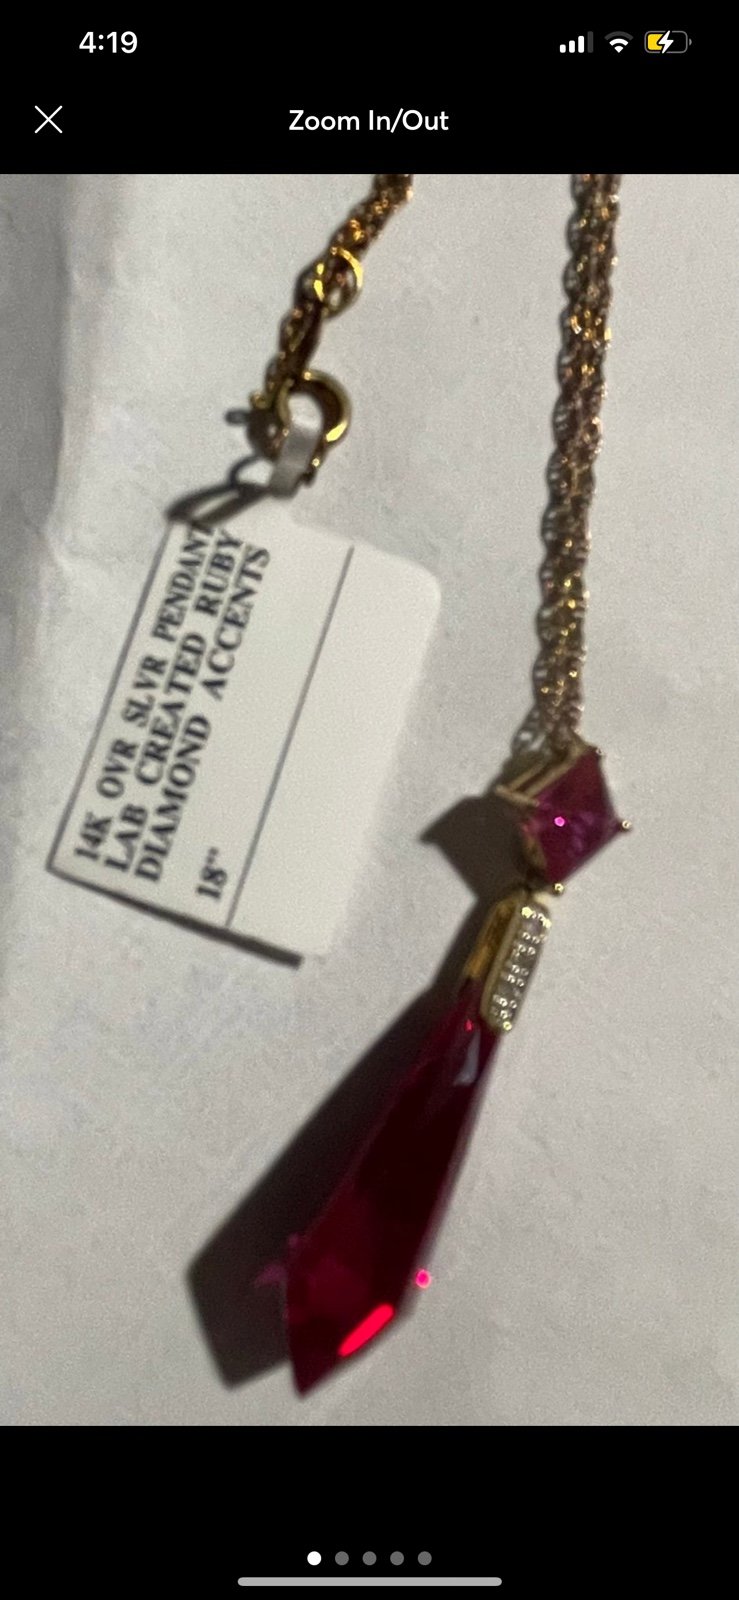 4:19
Zoom In/Out
14K OVR SLVR PENDANT
LAB CREATED RUBY
DIAMOND ACCENTS
18"